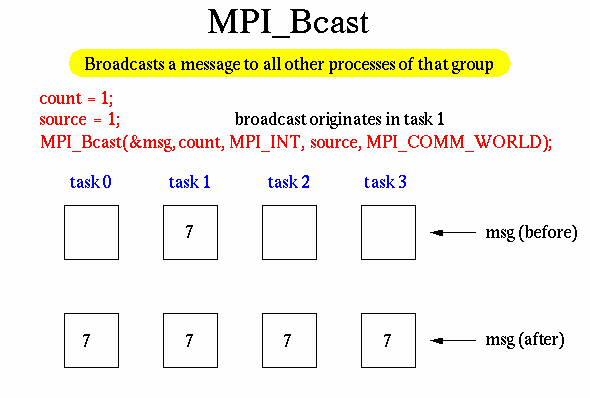 MPI_Bcast
Broadcasts a message to all other processes of that group
count = 1;
source = 1; broadcast originates in task 1
MPI_Bcast(&msg, count, MPI_INT, source, MPI_COMM_WORLD);
task 0 task 1 task 2 task 3
7 msg (before)
7 7 7 7 msg (after)